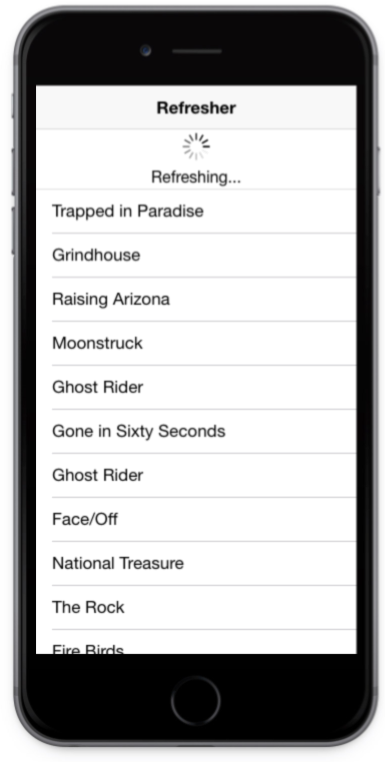 Refresher
Refreshing...
Trapped in Paradise
Grindhouse
Raising Arizona
Moonstruck
Ghost Rider
Gone in Sixty Seconds
Ghost Rider
Face/Off
National Treasure
The Rock
Fire Birds